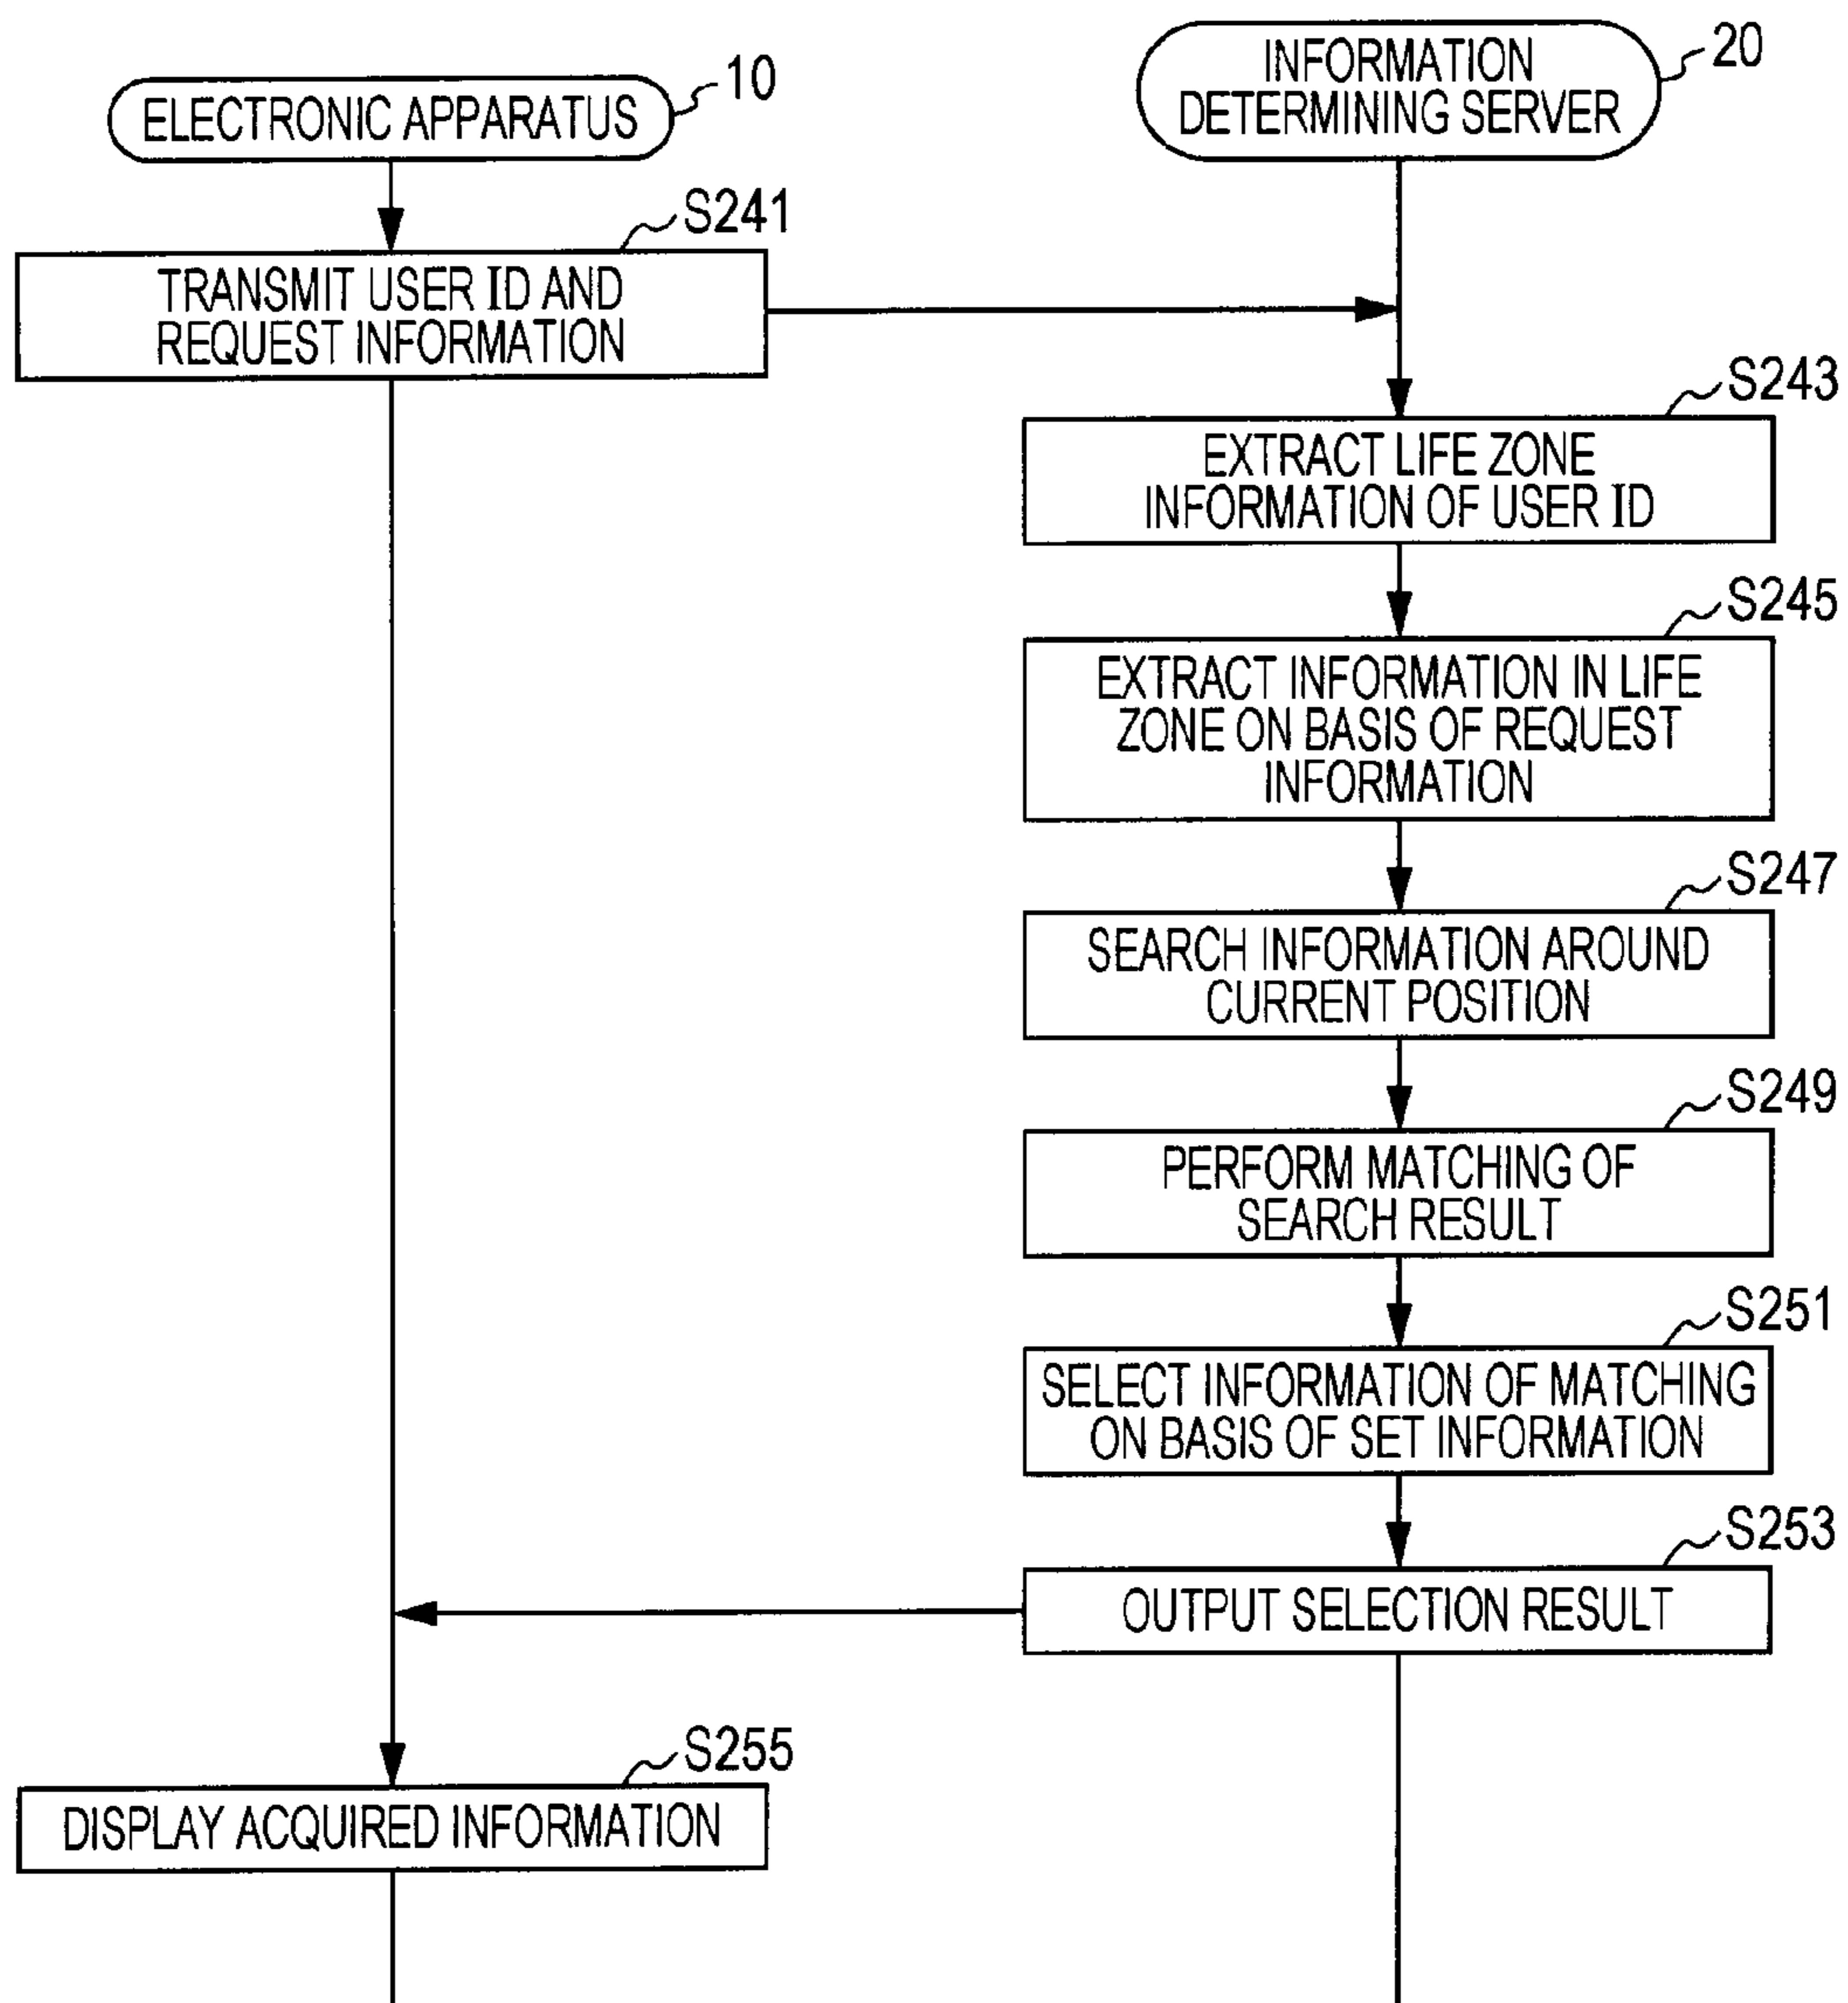 ELECTRONIC APPARATUS
10
INFORMATION
DETERMINING SERVER
20
S241
TRANSMIT USER ID AND
REQUEST INFORMATION
S243
EXTRACT LIFE ZONE
INFORMATION OF USER ID
S245
EXTRACT INFORMATION IN LIFE
ZONE ON BASIS OF REQUEST
INFORMATION
S247
SEARCH INFORMATION AROUND
CURRENT POSITION
S249
PERFORM MATCHING OF
SEARCH RESULT
S251
SELECT INFORMATION OF MATCHING
ON BASIS OF SET INFORMATION
S253
OUTPUT SELECTION RESULT
S255
DISPLAY ACQUIRED INFORMATION